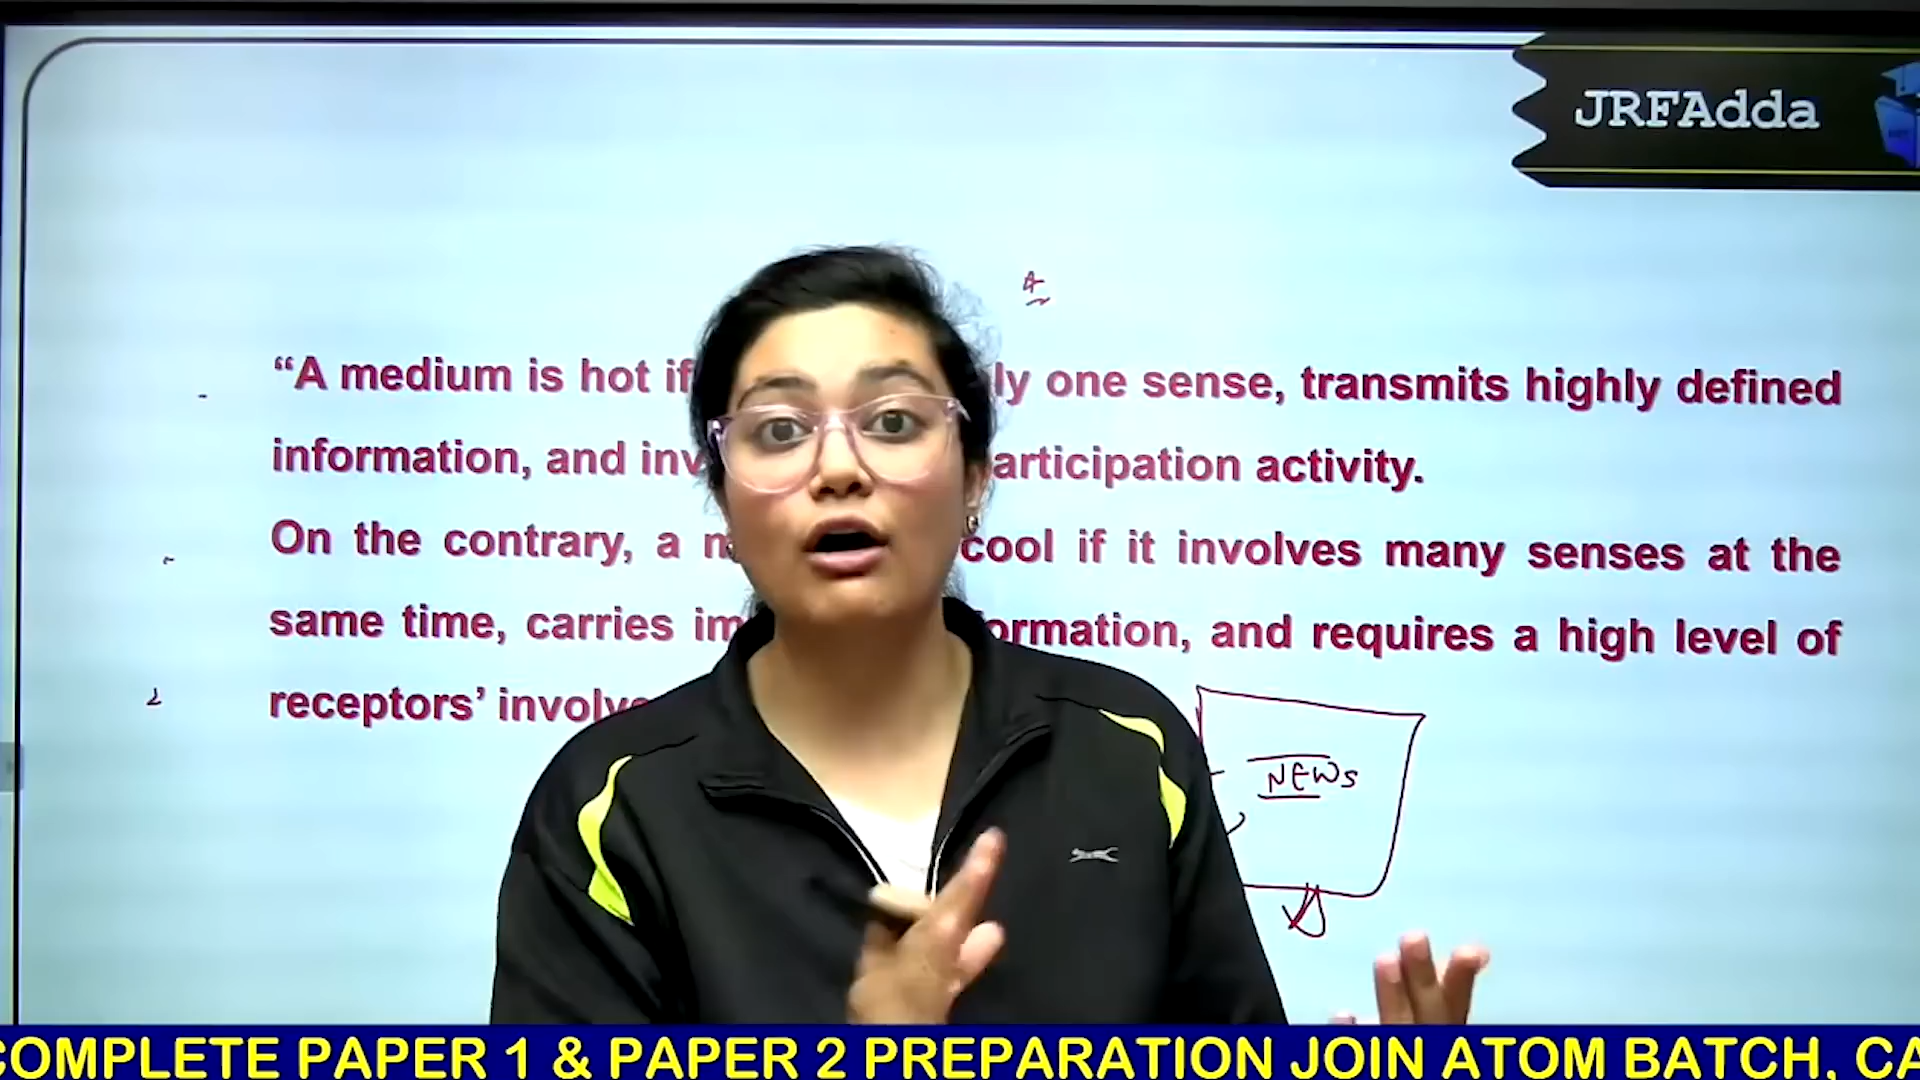 JRFAdda
“A medium is hot if ly one sense, transmits highly defined
information, and inv articipation activity.
On the contrary, a m cool if it involves many senses at the
same time, carries im ormation, and requires a high level of
receptors’ involve
NEWS
COMPLETE PAPER 1 & PAPER 2 PREPARATION JOIN ATOM BATCH, CA